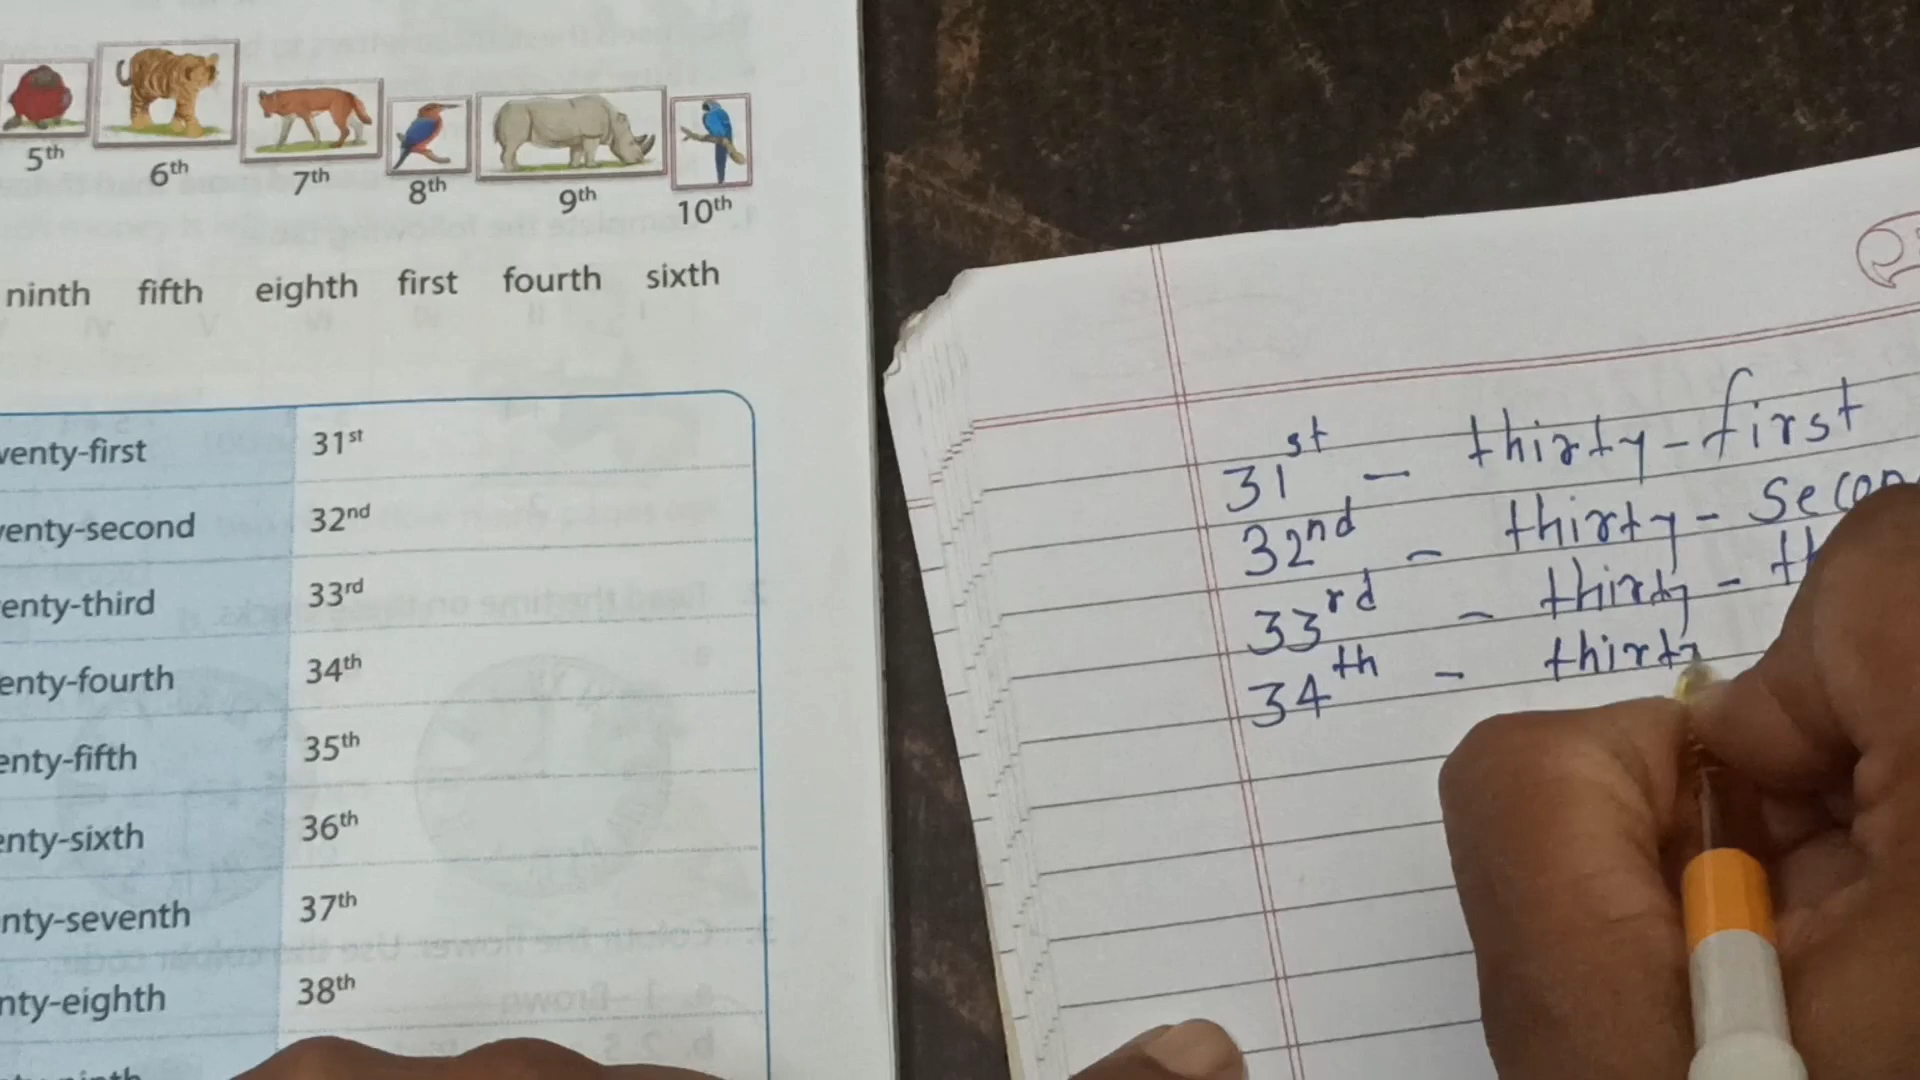 5th 6th 7th 8th 9th 10th
ninth fifth eighth first fourth sixth
venty-first 31st
venty-second 32nd
enty-third 33rd
enty-fourth 34th
enty-fifth 35th
enty-sixth 36th
nty-seventh 37th
nty-eighth 38th
31st - thirty-first
32nd - thirty-Secon
33rd - thirty-th
34th - thirty